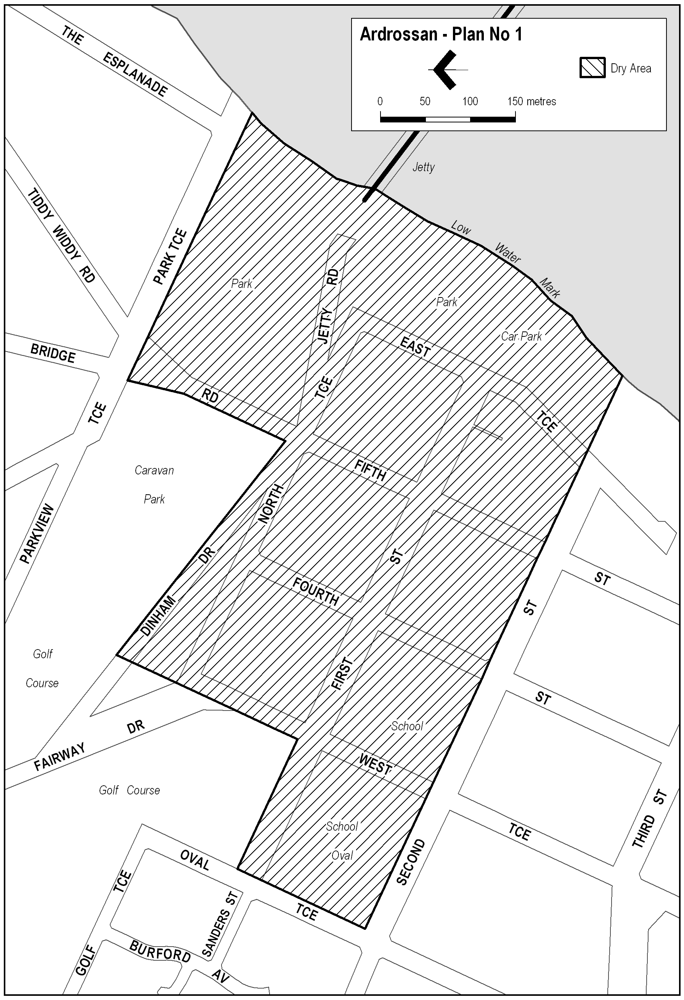 Ardrossan - Plan No 1
Dry Area
0 50 100 150 metres
THE
ESPLANADE
Jetty
Low
Water
Mark
TIDDY WIDDY RD
PARK TCE
Park
JETTY RD
Park
Car Park
BRIDGE
EAST
RD
TCE
TCE
TCE
Caravan
Park
FIFTH
NORTH
PARKVIEW
DR
ST
ST
FOURTH
DINHAM
ST
Golf
Course
FIRST
ST
DR
School
FAIRWAY
WEST
Golf Course
ST
School
Oval
THIRD
TCE
OVAL
SECOND
TCE
SANDERS ST
TCE
BURFORD
GOLF
AV